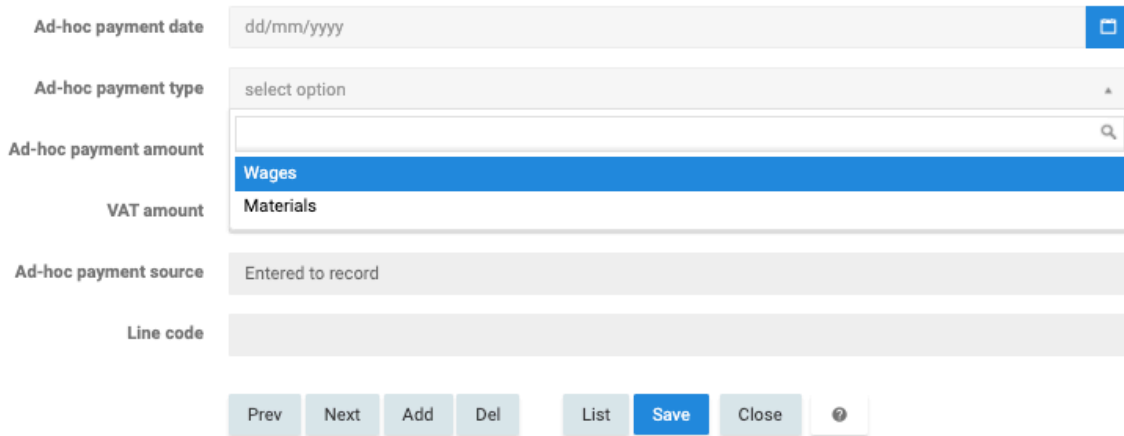 Ad-hoc payment date dd/mm/yyyy
Ad-hoc payment type select option
Ad-hoc payment amount
Wages
VAT amount Materials
Ad-hoc payment source Entered to record
Line code
Prev Next Add Del List Save Close ?